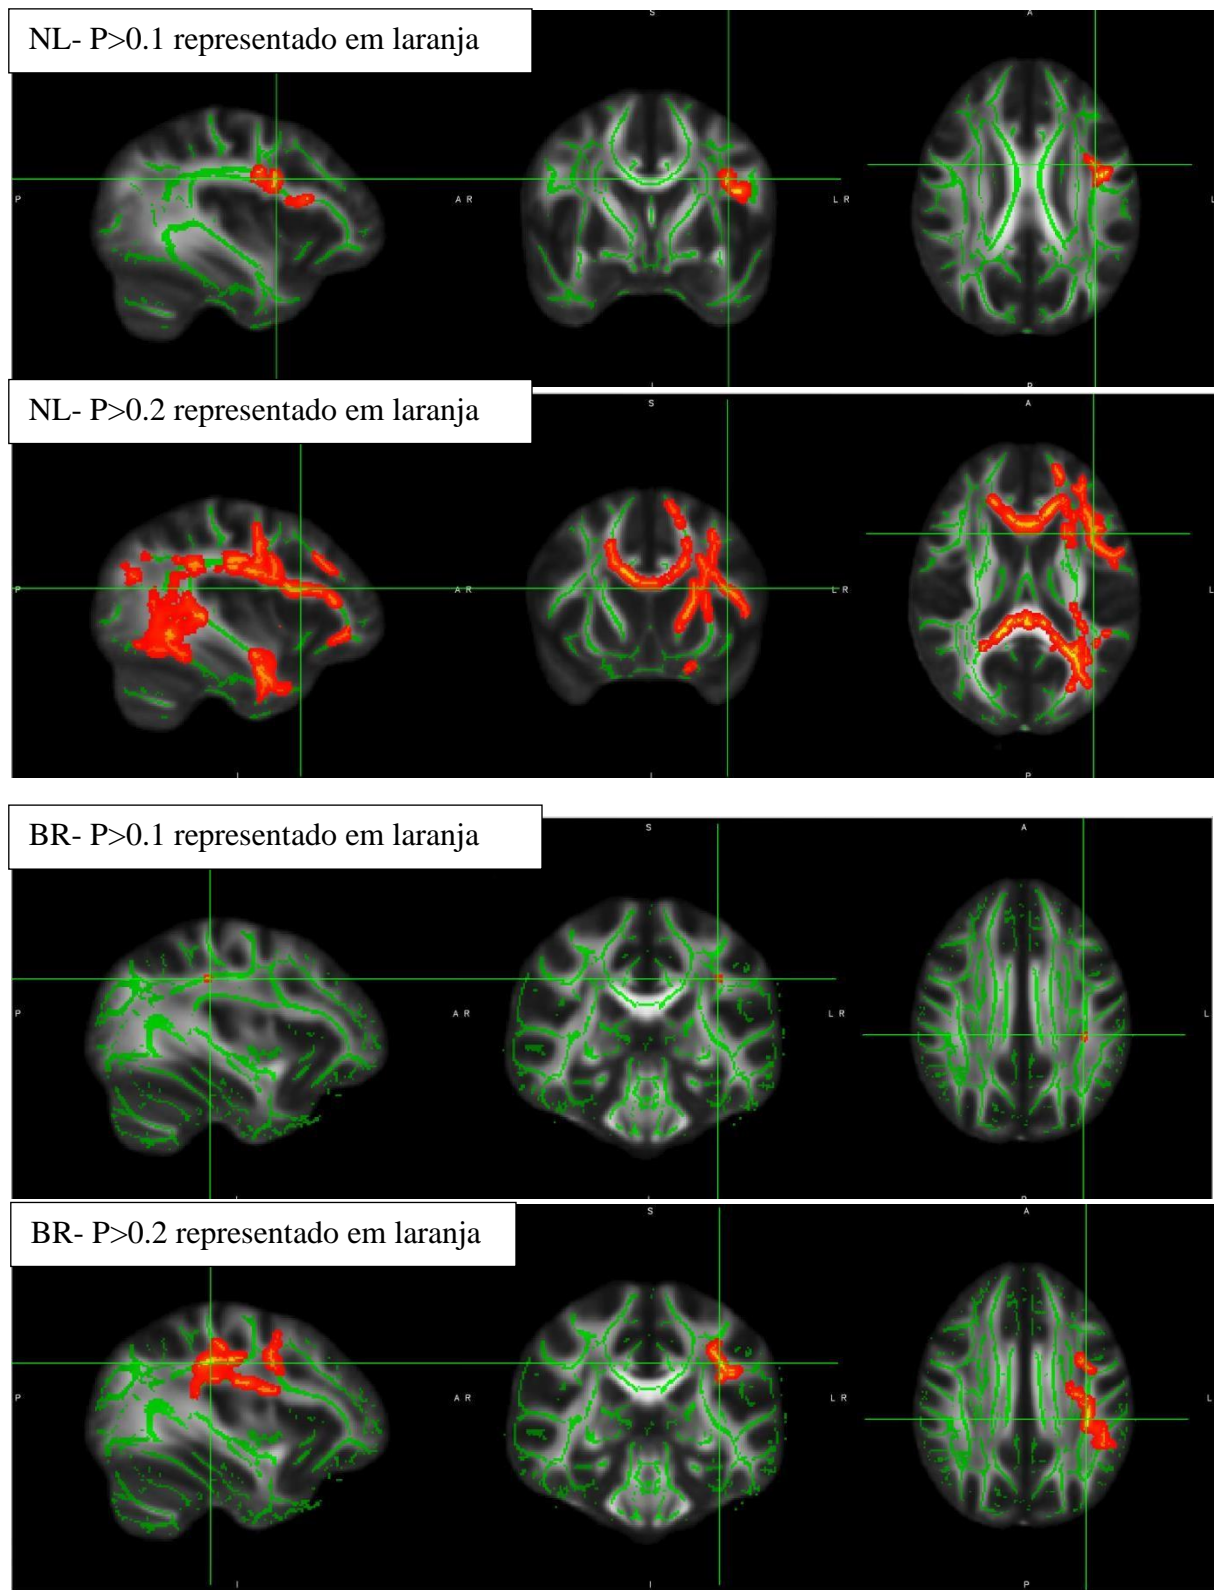 NL- P>0.1 representado em laranja
S
A
P
A R
L R
L
I
NL- P>0.2 representado em laranja
S
A
P
A R
L R
L
I
I
P
BR- P>0.1 representado em laranja
S
A
P
A R
L R
L
BR- P>0.2 representado em laranja
S
A
P
A R
L R
L
I
I
P